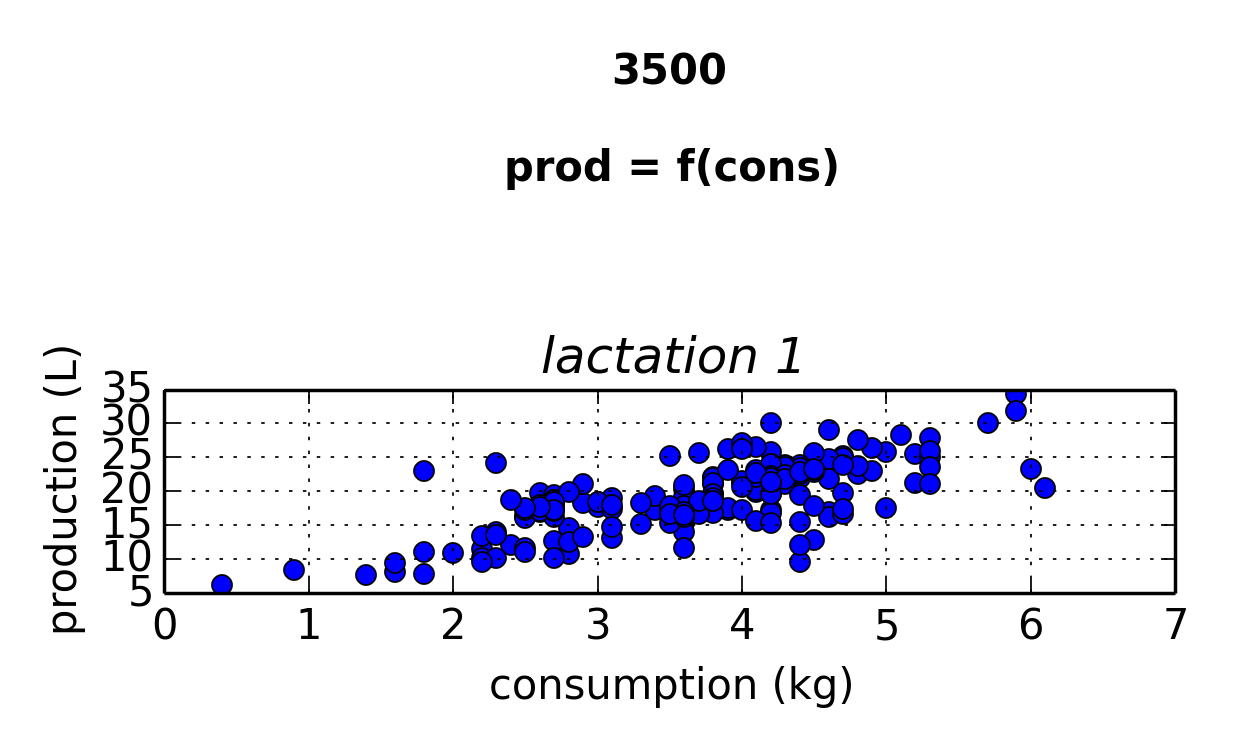 3500
prod = f(cons)
lactation 1
production (L)
35
30
25
20
15
10
5
0 1 2 3 4 5 6 7
consumption (kg)